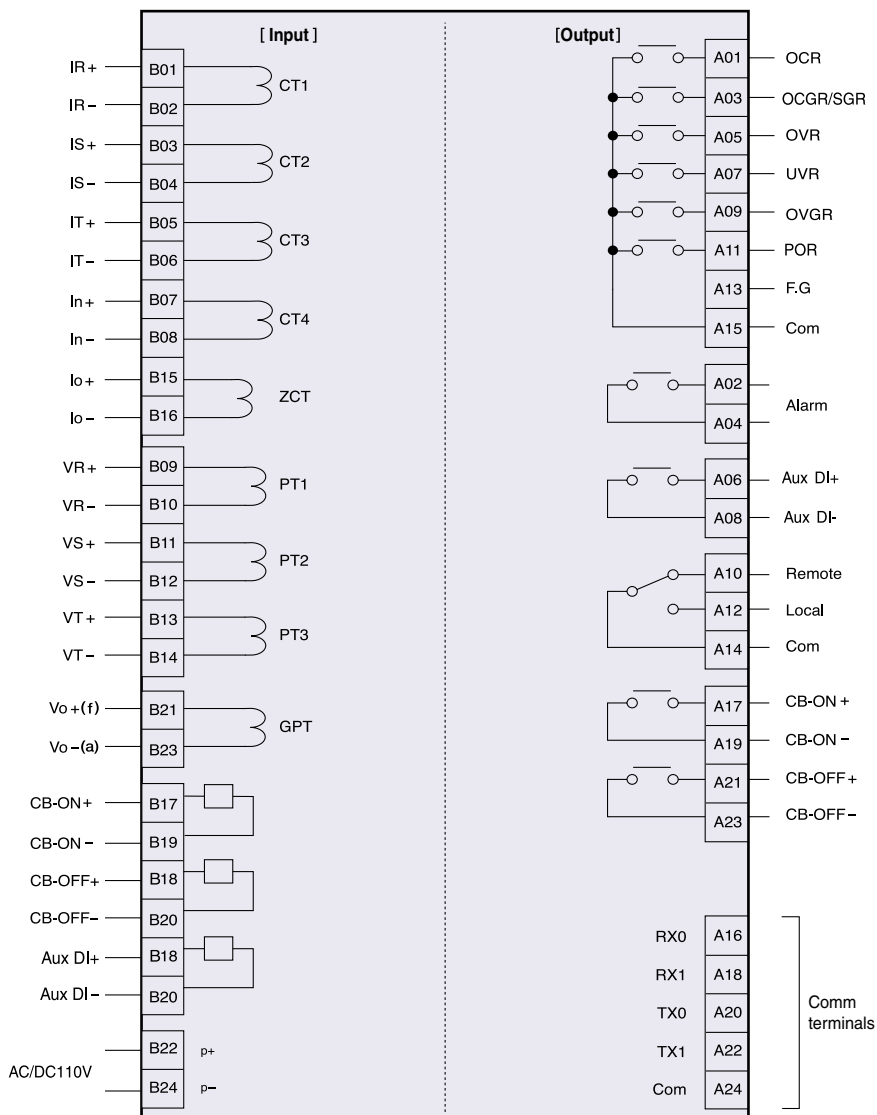 [ Input ]
[Output]
IR+ B01
IR− B02
CT1
IS+ B03
IS− B04
CT2
IT+ B05
IT− B06
CT3
In+ B07
In− B08
CT4
Io+ B15
Io− B16
ZCT
VR+ B09
VR− B10
PT1
VS+ B11
VS− B12
PT2
VT+ B13
VT− B14
PT3
Vo+(f) B21
Vo−(a) B23
GPT
CB-ON+ B17
CB-ON− B19
CB-OFF+ B18
CB-OFF− B20
Aux DI+ B18
Aux DI− B20
AC/DC110V
B22 p+
B24 p−
A01 OCR
A03 OCGR/SGR
A05 OVR
A07 UVR
A09 OVGR
A11 POR
A13 F.G
A15 Com
A02
A04
Alarm
A06 Aux DI+
A08 Aux DI-
A10 Remote
A12 Local
A14 Com
A17 CB-ON+
A19 CB-ON−
A21 CB-OFF+
A23 CB-OFF−
RX0 A16
RX1 A18
TX0 A20
TX1 A22
Com A24
Comm
terminals